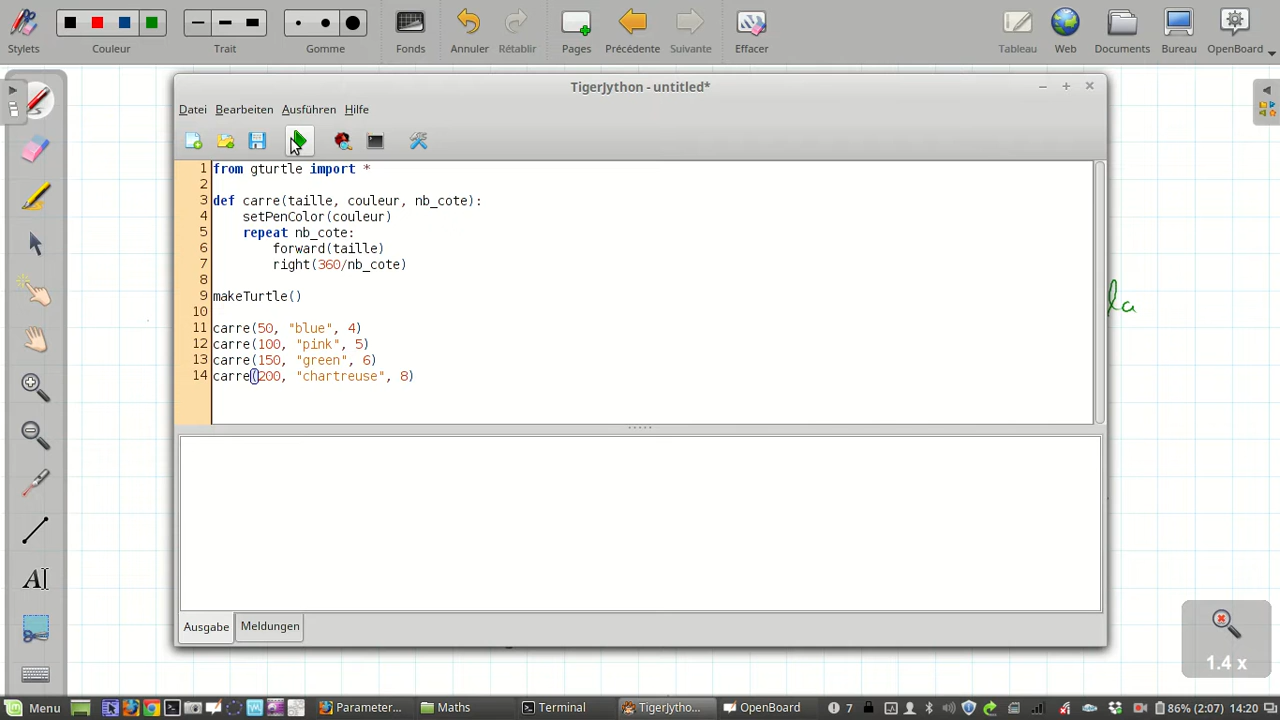 Stylets
Couleur
Trait
Gomme
Fonds
Annuler
Rétablir
Pages
Précédente
Suivante
Effacer
Tableau
Web
Documents
Bureau
OpenBoard
TigerJython - untitled*
Datei Bearbeiten Ausführen Hilfe
1 from gturtle import *
2
3 def carre(taille, couleur, nb_cote):
4 setPenColor(couleur)
5 repeat nb_cote:
6 forward(taille)
7 right(360/nb_cote)
8
9 makeTurtle()
10
11 carre(50, "blue", 4)
12 carre(100, "pink", 5)
13 carre(150, "green", 6)
14 carre(200, "chartreuse", 8)
la
Ausgabe Meldungen
1.4 x
Menu
Parameter...
Maths
Terminal
TigerJytho...
OpenBoard
7
86% (2:07) 14:20